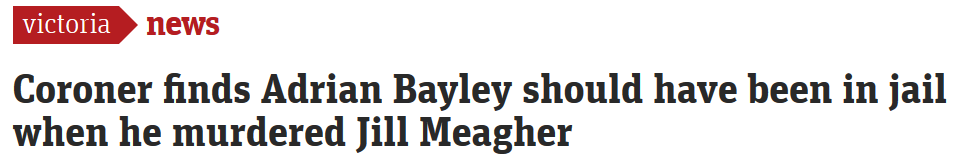 victoria news
Coroner finds Adrian Bayley should have been in jail
when he murdered Jill Meagher